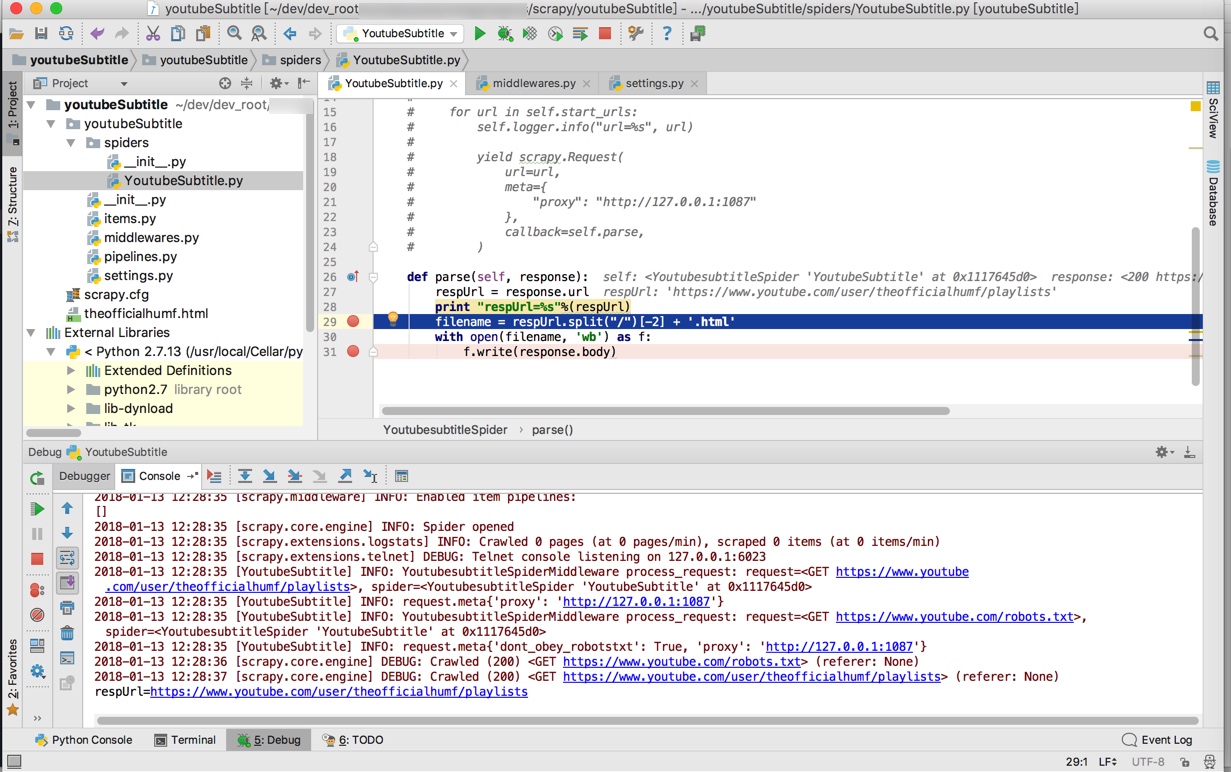 youtubeSubtitle [~/dev/dev_root /scrapy/youtubeSubtitle] - .../youtubeSubtitle/spiders/YoutubeSubtitle.py [youtubeSubtitle]
YoutubeSubtitle
youtubeSubtitle youtubeSubtitle spiders YoutubeSubtitle.py
Project
YoutubeSubtitle.py middlewares.py settings.py
1: Project
7: Structure
2: Favorites
SciView
Database
youtubeSubtitle ~/dev/dev_root/
youtubeSubtitle
spiders
__init__.py
YoutubeSubtitle.py
__init__.py
items.py
middlewares.py
pipelines.py
settings.py
scrapy.cfg
theofficialhumf.html
External Libraries
< Python 2.7.13 (/usr/local/Cellar/py
Extended Definitions
python2.7 library root
lib-dynload
15 # for url in self.start_urls:
16 # self.logger.info("url=%s", url)
17 #
18 # yield scrapy.Request(
19 # url=url,
20 # meta={
21 # "proxy": "http://127.0.0.1:1087"
22 # },
23 # callback=self.parse,
24 # )
25
26 def parse(self, response): self: <YoutubesubtitleSpider 'YoutubeSubtitle' at 0x1117645d0> response: <200 https:/
27 respUrl = response.url respUrl: 'https://www.youtube.com/user/theofficialhumf/playlists'
28 print "respUrl=%s"%(respUrl)
29 filename = respUrl.split("/")[-2] + '.html'
30 with open(filename, 'wb') as f:
31 f.write(response.body)
YoutubesubtitleSpider › parse()
Debug YoutubeSubtitle
Debugger Console
2018-01-13 12:28:35 [scrapy.middleware] INFO: Enabled item pipelines:
[]
2018-01-13 12:28:35 [scrapy.core.engine] INFO: Spider opened
2018-01-13 12:28:35 [scrapy.extensions.logstats] INFO: Crawled 0 pages (at 0 pages/min), scraped 0 items (at 0 items/min)
2018-01-13 12:28:35 [scrapy.extensions.telnet] DEBUG: Telnet console listening on 127.0.0.1:6023
2018-01-13 12:28:35 [YoutubeSubtitle] INFO: YoutubesubtitleSpiderMiddleware process_request: request=<GET https://www.youtube
.com/user/theofficialhumf/playlists>, spider=<YoutubesubtitleSpider 'YoutubeSubtitle' at 0x1117645d0>
2018-01-13 12:28:35 [YoutubeSubtitle] INFO: request.meta{'proxy': 'http://127.0.0.1:1087'}
2018-01-13 12:28:35 [YoutubeSubtitle] INFO: YoutubesubtitleSpiderMiddleware process_request: request=<GET https://www.youtube.com/robots.txt>,
spider=<YoutubesubtitleSpider 'YoutubeSubtitle' at 0x1117645d0>
2018-01-13 12:28:35 [YoutubeSubtitle] INFO: request.meta{'dont_obey_robotstxt': True, 'proxy': 'http://127.0.0.1:1087'}
2018-01-13 12:28:36 [scrapy.core.engine] DEBUG: Crawled (200) <GET https://www.youtube.com/robots.txt> (referer: None)
2018-01-13 12:28:37 [scrapy.core.engine] DEBUG: Crawled (200) <GET https://www.youtube.com/user/theofficialhumf/playlists> (referer: None)
respUrl=https://www.youtube.com/user/theofficialhumf/playlists
Python Console Terminal 5: Debug 6: TODO Event Log
29:1 LF UTF-8